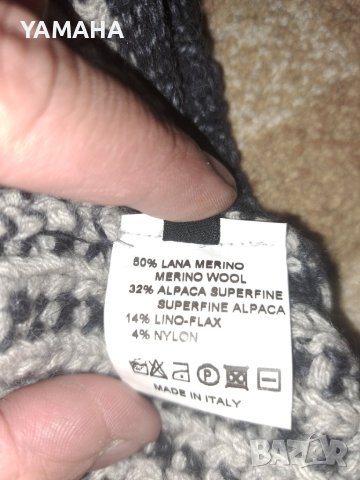 YAMAHA
50% LANA MERINO
MERINO WOOL
32% ALPACA SUPERFINE
SUPERFINE ALPACA
14% LINO-FLAX
4% NYLON
P
MADE IN ITALY
BAZAR